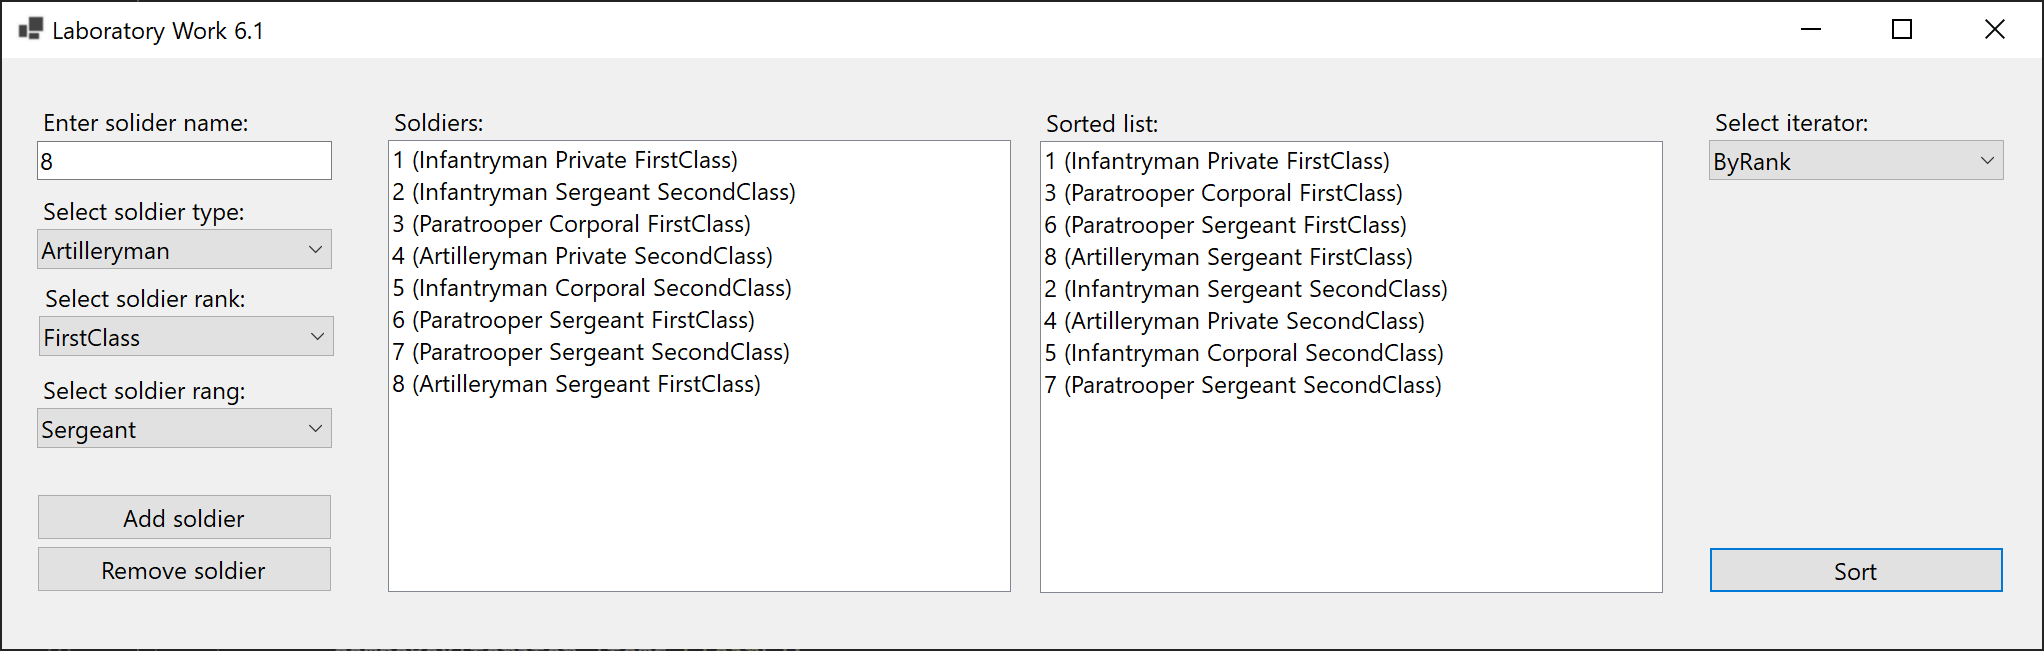 Laboratory Work 6.1
Enter solider name:
8
Select soldier type:
Artilleryman
Select soldier rank:
FirstClass
Select soldier rang:
Sergeant
Add soldier
Remove soldier
Soldiers:
1 (Infantryman Private FirstClass)
2 (Infantryman Sergeant SecondClass)
3 (Paratrooper Corporal FirstClass)
4 (Artilleryman Private SecondClass)
5 (Infantryman Corporal SecondClass)
6 (Paratrooper Sergeant FirstClass)
7 (Paratrooper Sergeant SecondClass)
8 (Artilleryman Sergeant FirstClass)
Sorted list:
1 (Infantryman Private FirstClass)
3 (Paratrooper Corporal FirstClass)
6 (Paratrooper Sergeant FirstClass)
8 (Artilleryman Sergeant FirstClass)
2 (Infantryman Sergeant SecondClass)
4 (Artilleryman Private SecondClass)
5 (Infantryman Corporal SecondClass)
7 (Paratrooper Sergeant SecondClass)
Select iterator:
ByRank
Sort